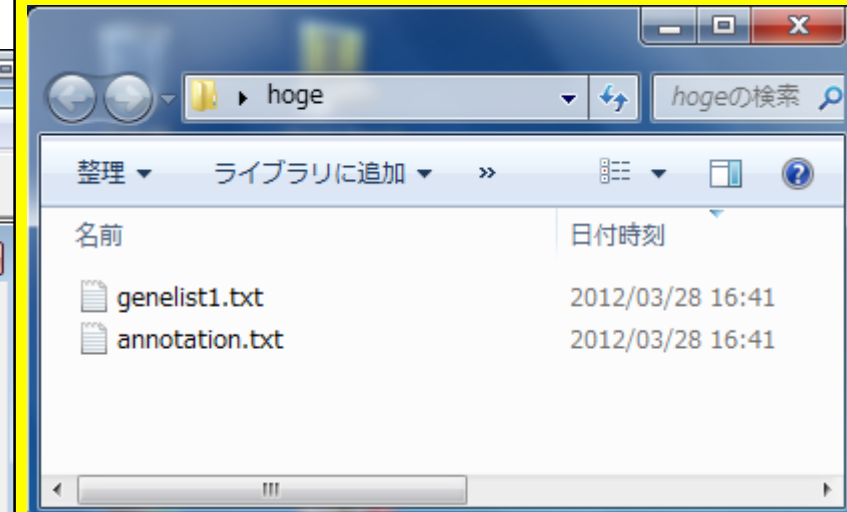 hoge
hogeの検索
整理 ライブラリに追加 »
名前 日付時刻
genelist1.txt 2012/03/28 16:41
annotation.txt 2012/03/28 16:41